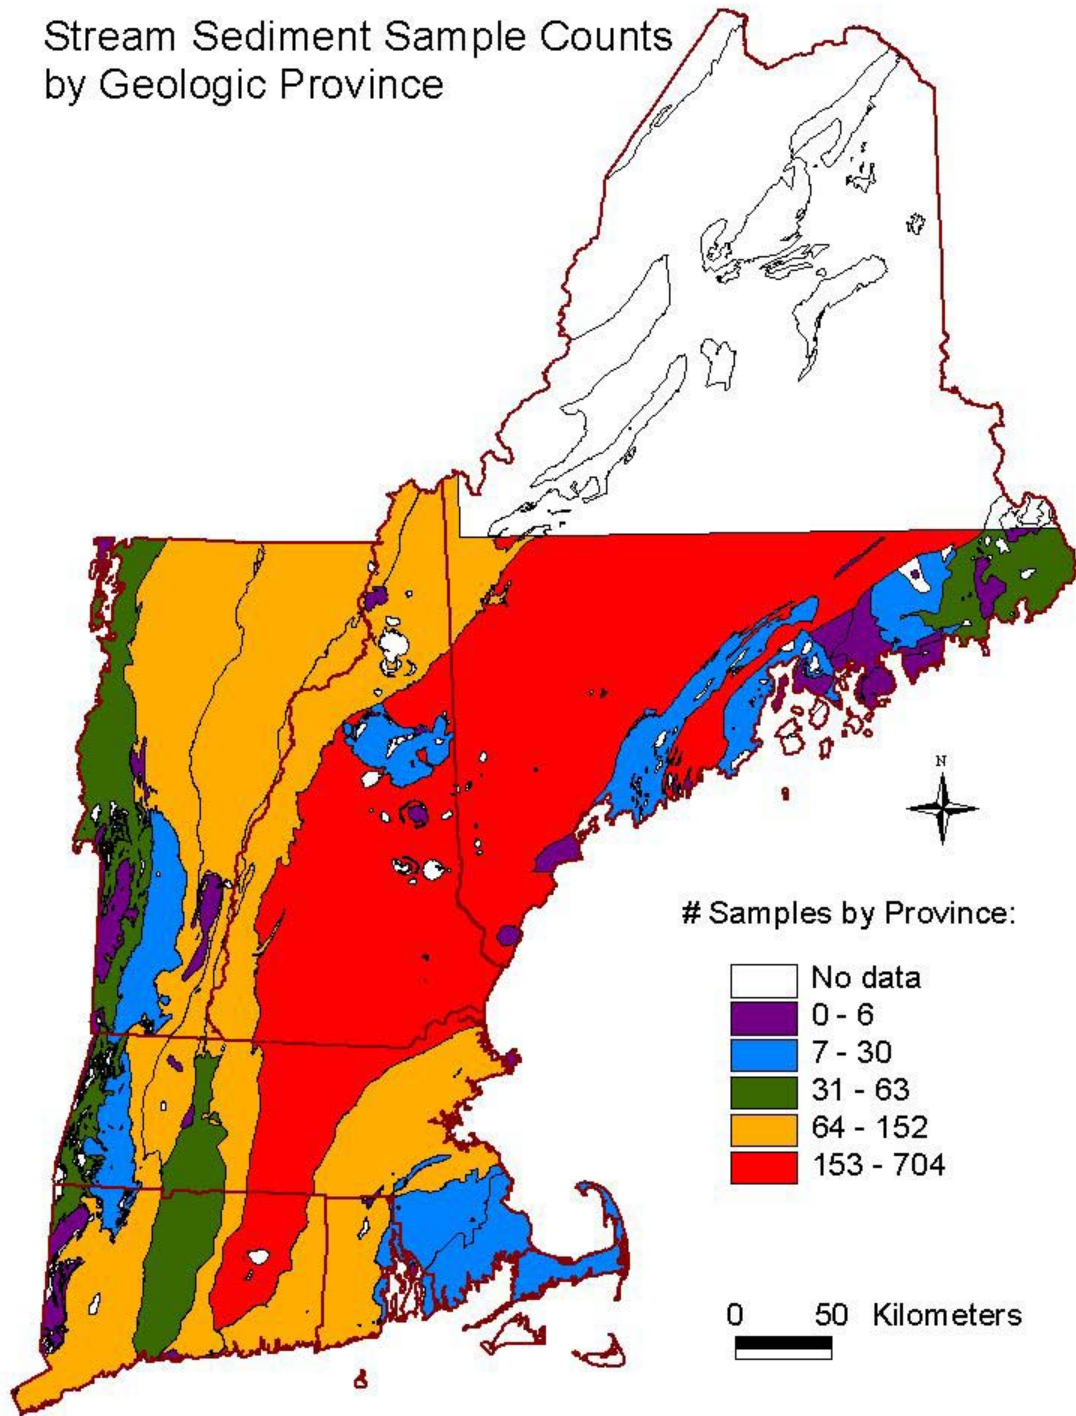 Stream Sediment Sample Counts
by Geologic Province
N
# Samples by Province:
No data
0 - 6
7 - 30
31 - 63
64 - 152
153 - 704
0 50 Kilometers